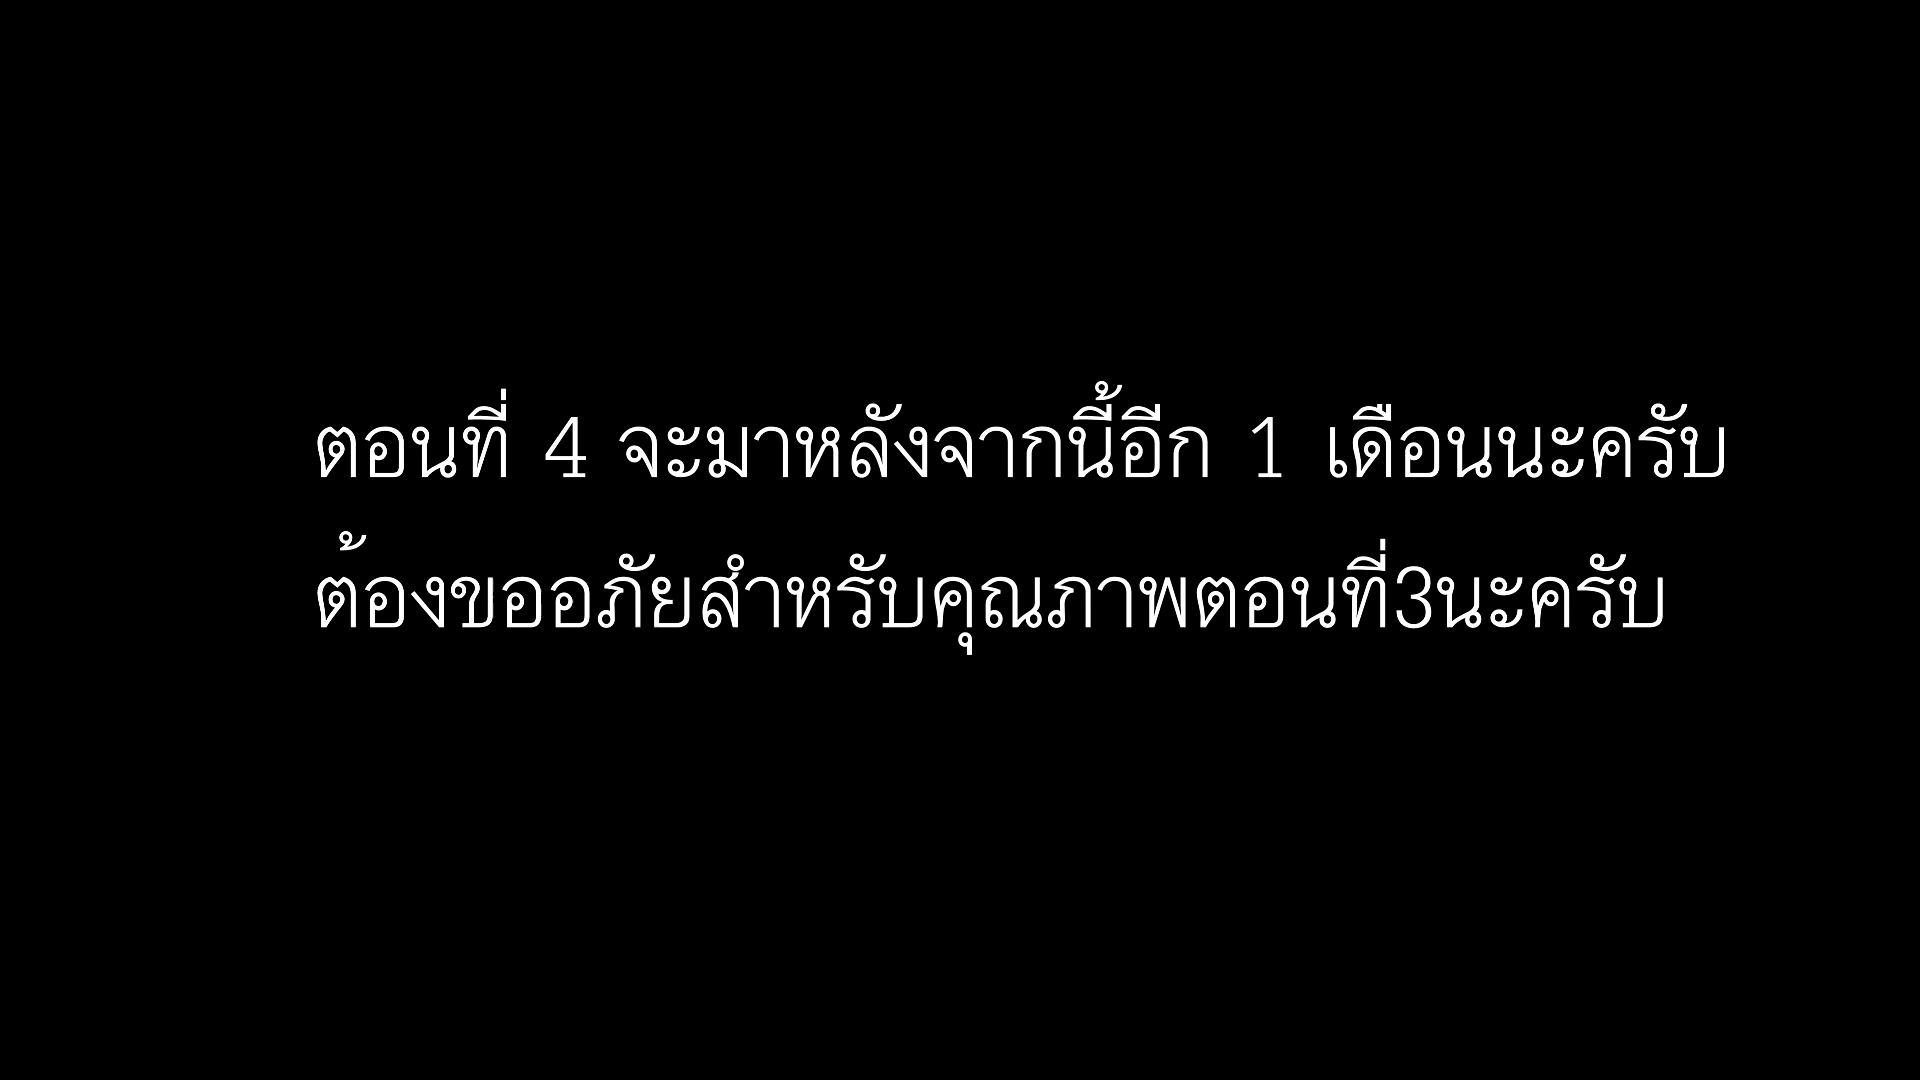 ตอนที่ 4 จะมาหลังจากนี้อีก 1 เดือนนะครับ
ต้องขออภัยสำหรับคุณภาพตอนที่3นะครับ